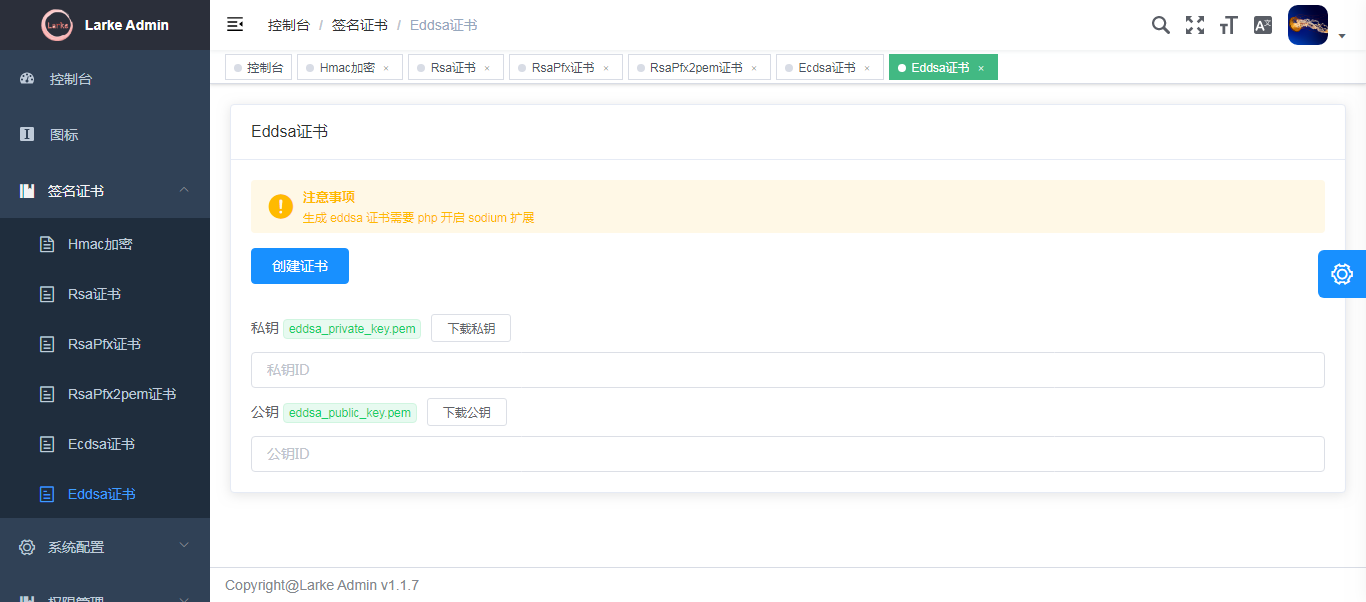 Larke
Larke Admin
控制台 / 签名证书 / Eddsa证书
控制台
Hmac加密 ×
Rsa证书 ×
RsaPfx证书 ×
RsaPfx2pem证书 ×
Ecdsa证书 ×
Eddsa证书 ×
控制台
图标
签名证书
Hmac加密
Rsa证书
RsaPfx证书
RsaPfx2pem证书
Ecdsa证书
Eddsa证书
系统配置
权限管理
Eddsa证书
注意事项
生成 eddsa 证书需要 php 开启 sodium 扩展
创建证书
私钥 eddsa_private_key.pem 下载私钥
私钥ID
公钥 eddsa_public_key.pem 下载公钥
公钥ID
Copyright@Larke Admin v1.1.7